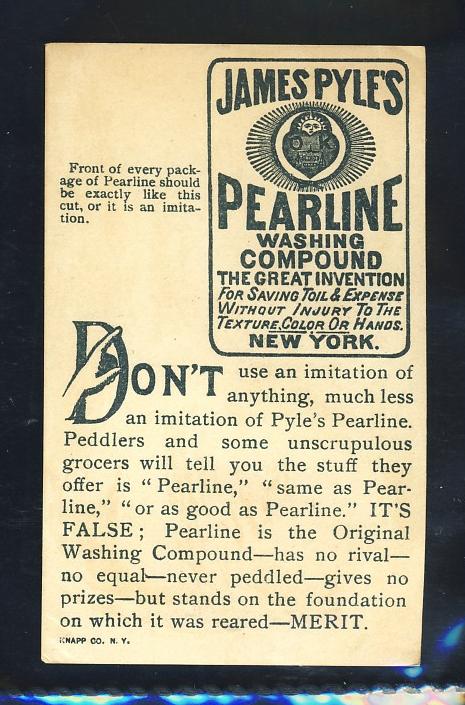 JAMES PYLE'S
O K
PEARLINE
WASHING
COMPOUND
THE GREAT INVENTION
FOR SAVING TOIL & EXPENSE
WITHOUT INJURY TO THE
TEXTURE, COLOR OR HANDS.
NEW YORK.
Front of every pack-
age of Pearline should
be exactly like this
cut, or it is an imita-
tion.
DON'T use an imitation of
anything, much less
an imitation of Pyle's Pearline.
Peddlers and some unscrupulous
grocers will tell you the stuff they
offer is "Pearline," "same as Pear-
line," "or as good as Pearline." IT'S
FALSE; Pearline is the Original
Washing Compound—has no rival—
no equal—never peddled—gives no
prizes—but stands on the foundation
on which it was reared—MERIT.
KNAPP CO. N. Y.